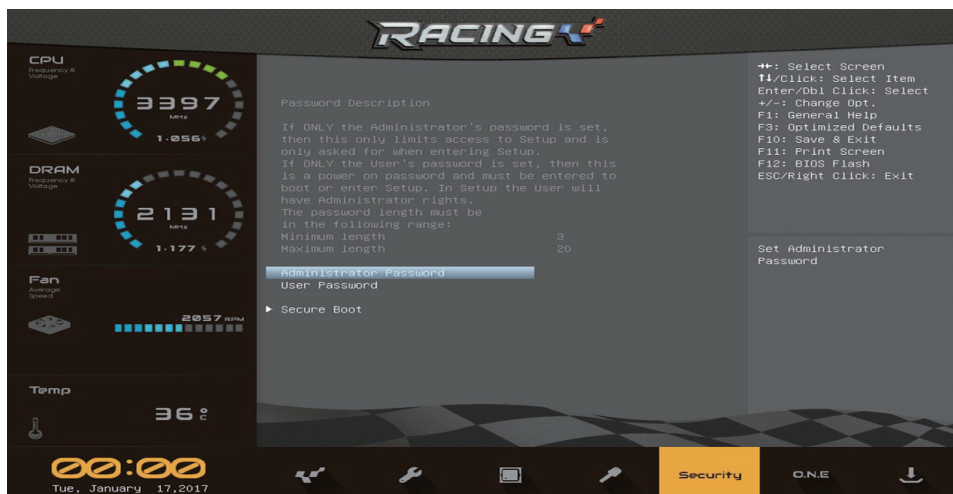 RACING
CPU
Frequency &
Voltage
3397
MHz
1.056V
DRAM
Frequency &
Voltage
2131
MHz
1.177 V
Fan
Average
Speed
2057 RPM
Temp
36 °C
Password Description
If ONLY the Administrator's password is set,
then this only limits access to Setup and is
only asked for when entering Setup.
If ONLY the User's password is set, then this
is a power on password and must be entered to
boot or enter Setup. In Setup the User will
have Administrator rights.
The password length must be
in the following range:
Minimum length 3
Maximum length 20
Administrator Password
User Password
Secure Boot
→←: Select Screen
↑↓/Click: Select Item
Enter/Dbl Click: Select
+/-: Change Opt.
F1: General Help
F3: Optimized Defaults
F10: Save & Exit
F11: Print Screen
F12: BIOS Flash
ESC/Right Click: Exit
Set Administrator
Password
00:00
Tue, January 17,2017
Security
O.N.E